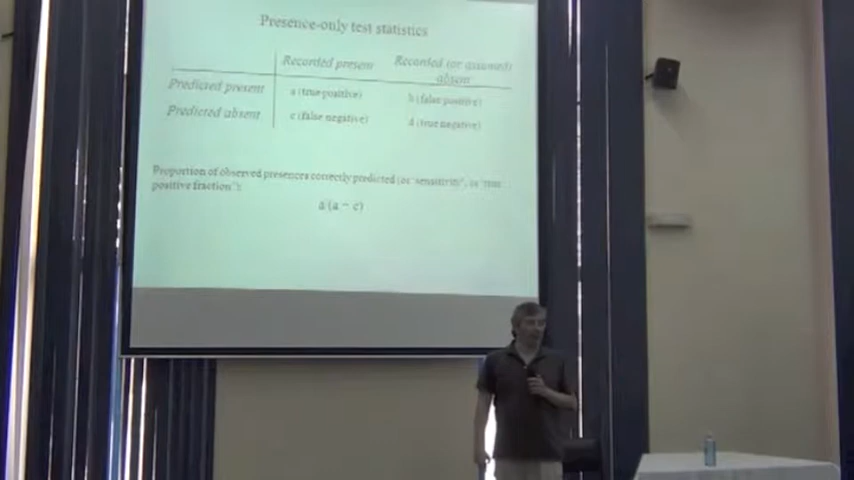 Presence-only test statistics
Recorded present Recorded (or assumed) absent
Predicted present a (true positive) b (false positive)
Predicted absent c (false negative) d (true negative)
Proportion of observed presences correctly predicted (or 'sensitivity', or 'true
positive fraction'):